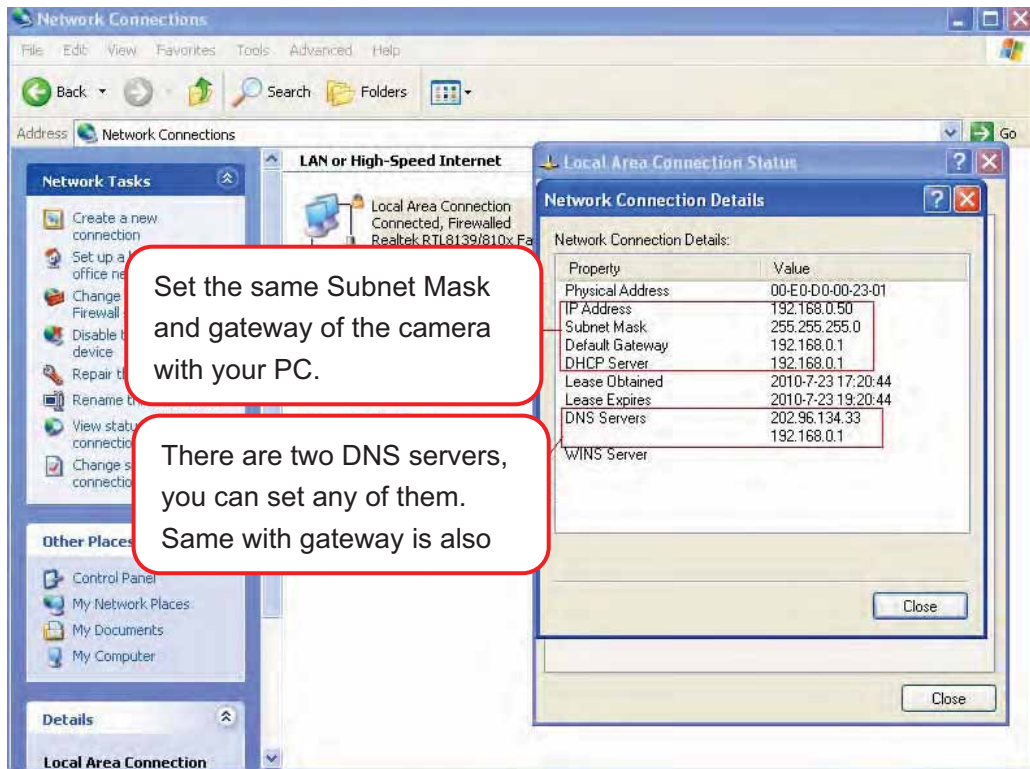 Network Connections
File Edit View Favorites Tools Advanced Help
Back Search Folders
Address Network Connections Go
Network Tasks
Create a new
connection
Set up a
office ne
Change
Firewall
Disable t
device
Repair t
Rename t
View statu
connectio
Change s
connectio
Other Places
Control Panel
My Network Places
My Documents
My Computer
Details
Local Area Connection
LAN or High-Speed Internet
Local Area Connection
Connected, Firewalled
Realtek RTL8139/810x Fa
Set the same Subnet Mask
and gateway of the camera
with your PC.
There are two DNS servers,
you can set any of them.
Same with gateway is also
Local Area Connection Status
Network Connection Details
Network Connection Details:
Property Value
Physical Address 00-E0-D0-00-23-01
IP Address 192.168.0.50
Subnet Mask 255.255.255.0
Default Gateway 192.168.0.1
DHCP Server 192.168.0.1
Lease Obtained 2010-7-23 17:20:44
Lease Expires 2010-7-23 19:20:44
DNS Servers 202.96.134.33
192.168.0.1
WINS Server
Close
Close